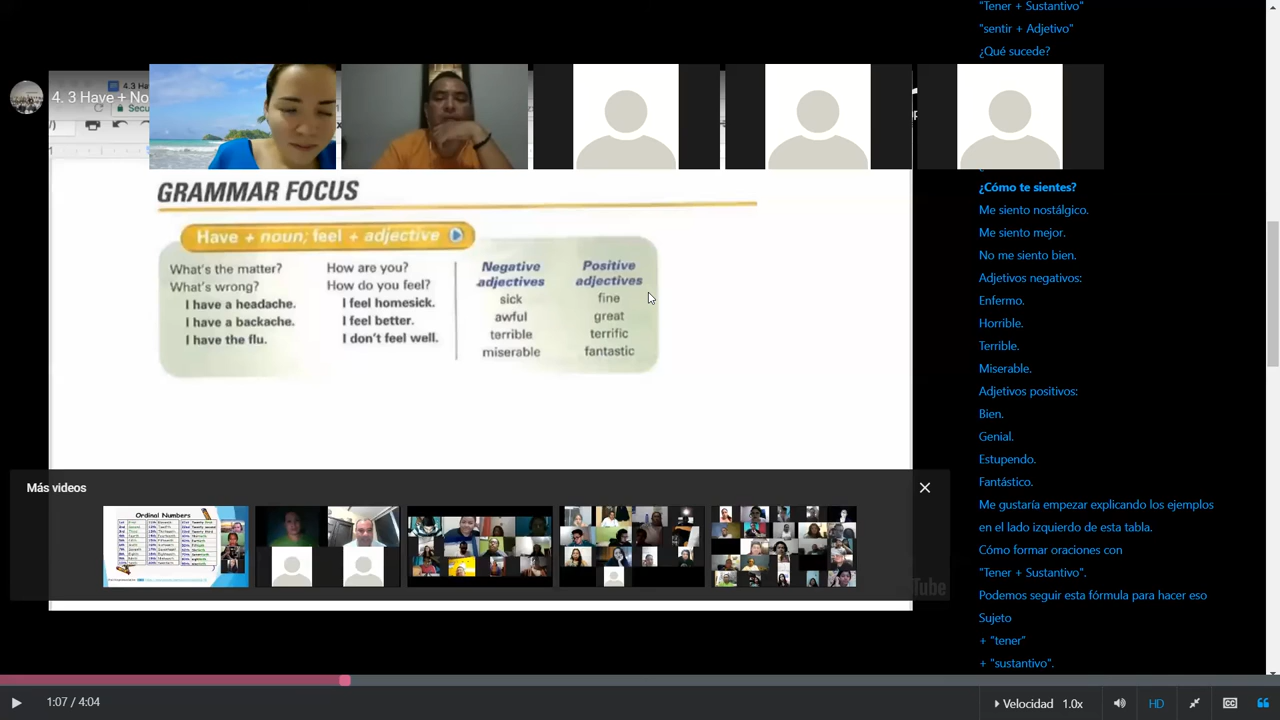 4. 3 Have + No
4.3 Ha
Secu
GRAMMAR FOCUS
Have + noun; feel + adjective
What's the matter?
What's wrong?
I have a headache.
I have a backache.
I have the flu.
How are you?
How do you feel?
I feel homesick.
I feel better.
I don't feel well.
Negative
adjectives
sick
awful
terrible
miserable
Positive
adjectives
fine
great
terrific
fantastic
Más videos
Ordinal Numbers
Tube
1:07 / 4:04
Velocidad 1.0x
HD
CC
"Tener + Sustantivo"
"sentir + Adjetivo"
¿Qué sucede?
¿Cómo te sientes?
Me siento nostálgico.
Me siento mejor.
No me siento bien.
Adjetivos negativos:
Enfermo.
Horrible.
Terrible.
Miserable.
Adjetivos positivos:
Bien.
Genial.
Estupendo.
Fantástico.
Me gustaría empezar explicando los ejemplos
en el lado izquierdo de esta tabla.
Cómo formar oraciones con
"Tener + Sustantivo".
Podemos seguir esta fórmula para hacer eso
Sujeto
+ "tener"
+ "sustantivo".